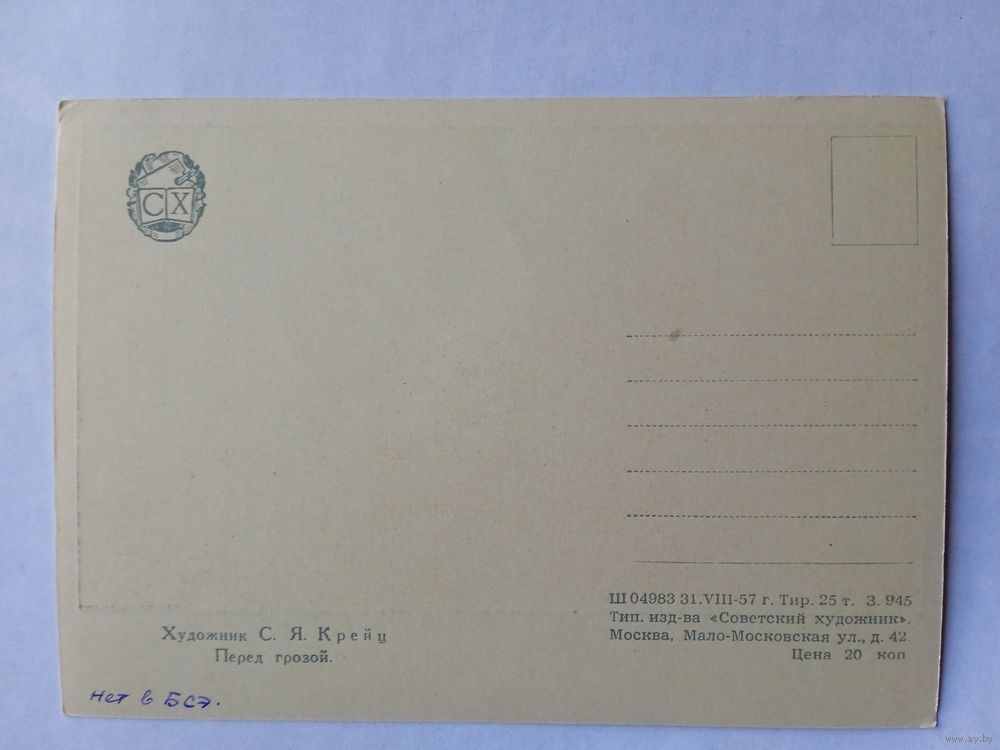 СХ
Ш 04983 31.VIII-57 г. Тир. 25 т. З. 945
Тип. изд-ва «Советский художник».
Москва, Мало-Московская ул., д. 42
Цена 20 коп
Художник С. Я. Крейц
Перед грозой.
Нет в БСЭ.
www.ay.by